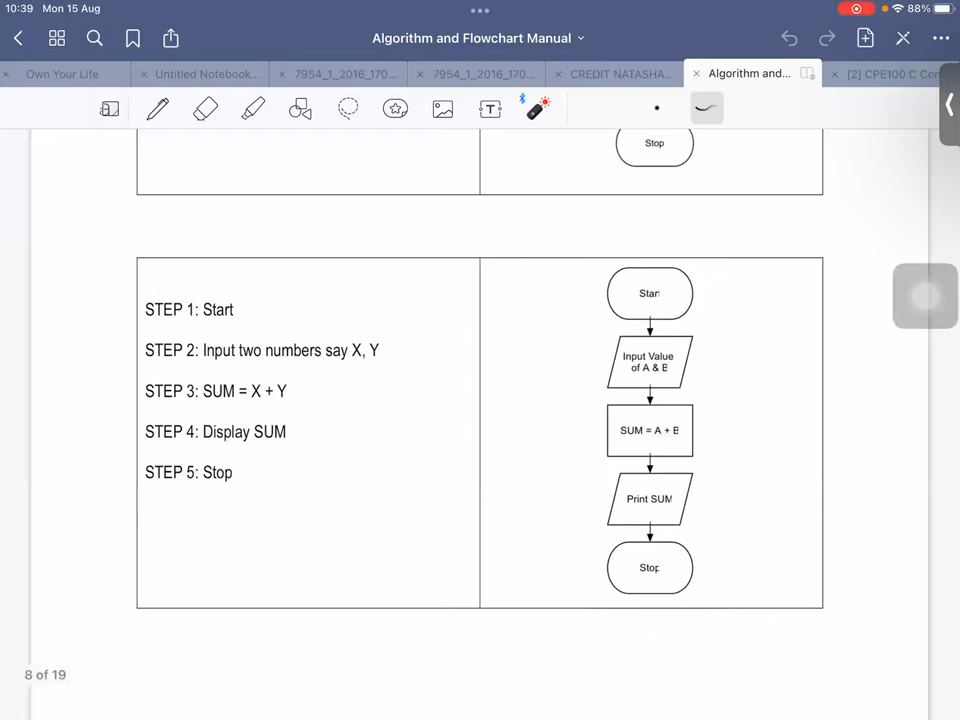 10:39 Mon 15 Aug
88%
Algorithm and Flowchart Manual
Own Your Life
Untitled Notebook...
7954_1_2016_170...
7954_1_2016_170...
CREDIT NATASHA...
Algorithm and...
[2] CPE100 C Con
T
Stop
STEP 1: Start
STEP 2: Input two numbers say X, Y
STEP 3: SUM = X + Y
STEP 4: Display SUM
STEP 5: Stop
Start
Input Value
of A & B
SUM = A + B
Print SUM
Stop
8 of 19